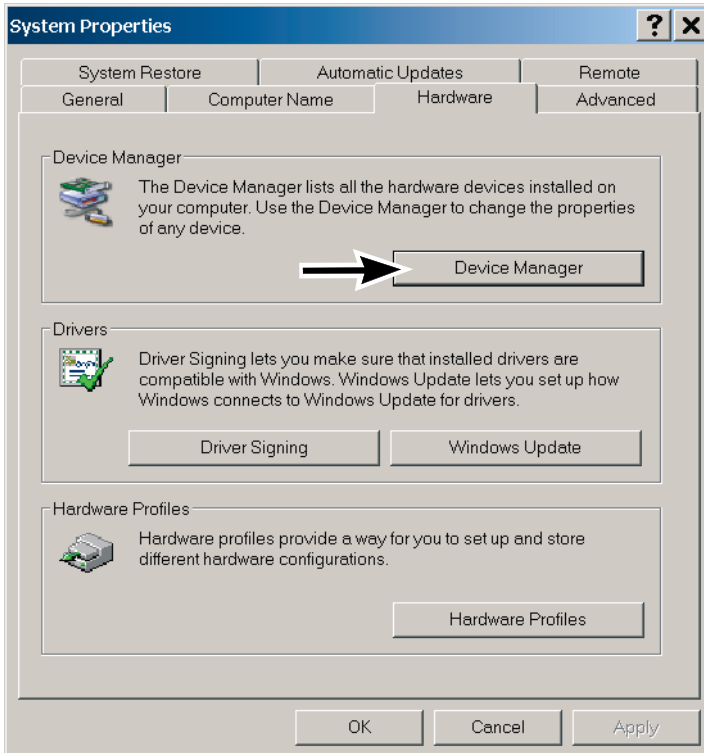 System Properties
System Restore Automatic Updates Remote
General Computer Name Hardware Advanced
Device Manager
The Device Manager lists all the hardware devices installed on
your computer. Use the Device Manager to change the properties
of any device.
Device Manager
Drivers
Driver Signing lets you make sure that installed drivers are
compatible with Windows. Windows Update lets you set up how
Windows connects to Windows Update for drivers.
Driver Signing Windows Update
Hardware Profiles
Hardware profiles provide a way for you to set up and store
different hardware configurations.
Hardware Profiles
OK Cancel Apply